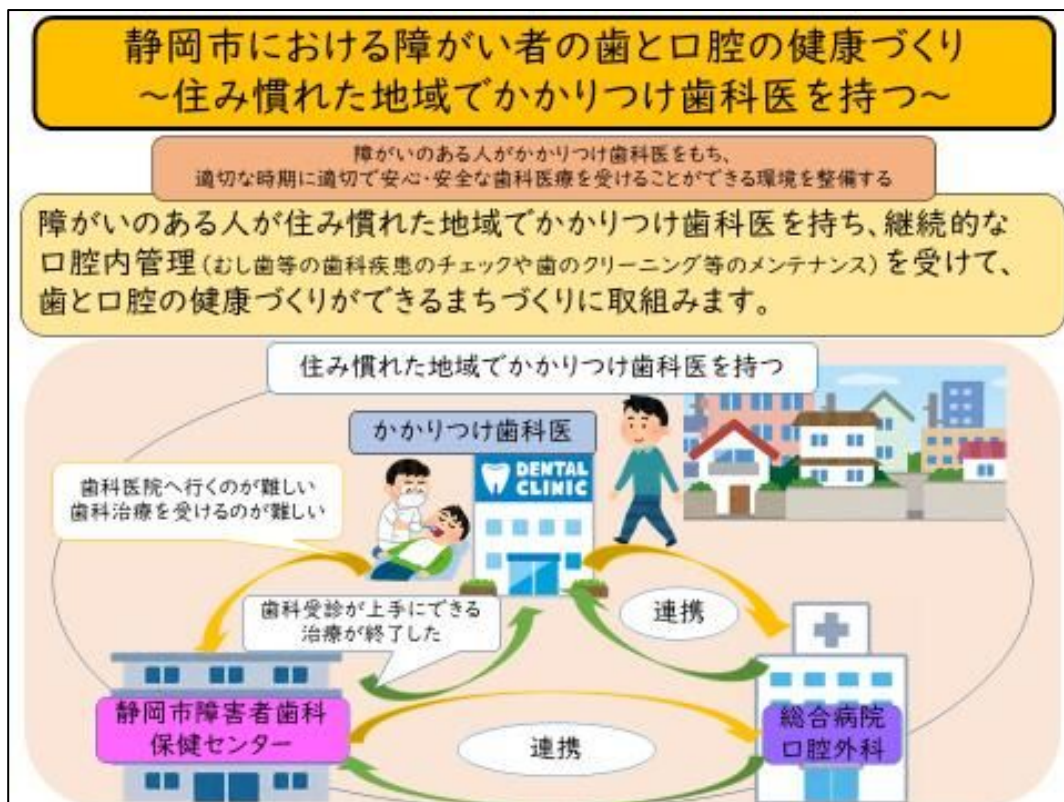 静岡市における障がい者の歯と口腔の健康づくり
～住み慣れた地域でかかりつけ歯科医を持つ～
障がいのある人がかかりつけ歯科医をもち、
適切な時期に適切で安心・安全な歯科医療を受けることができる環境を整備する
障がいのある人が住み慣れた地域でかかりつけ歯科医を持ち、継続的な
口腔内管理(むし歯等の歯科疾患のチェックや歯のクリーニング等のメンテナンス)を受けて、
歯と口腔の健康づくりができるまちづくりに取組みます。
住み慣れた地域でかかりつけ歯科医を持つ
かかりつけ歯科医
DENTAL
CLINIC
歯科医院へ行くのが難しい
歯科治療を受けるのが難しい
歯科受診が上手にできる
治療が終了した
連携
静岡市障害者歯科
保健センター
連携
総合病院
口腔外科